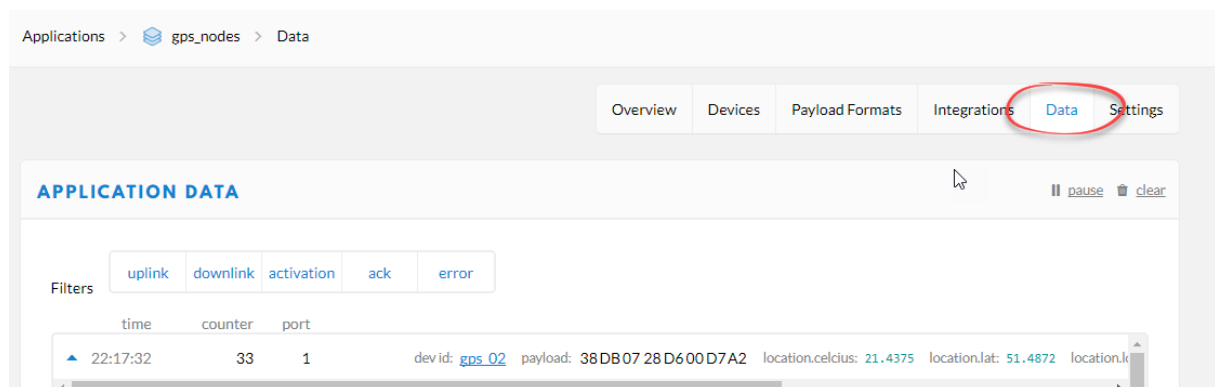 Applications > gps_nodes > Data
Overview Devices Payload Formats Integrations Data Settings
APPLICATION DATA
pause clear
Filters uplink downlink activation ack error
time counter port
22:17:32 33 1 dev id: gps_02 payload: 38 DB 07 28 D6 00 D7 A2 location.celcius: 21.4375 location.lat: 51.4872